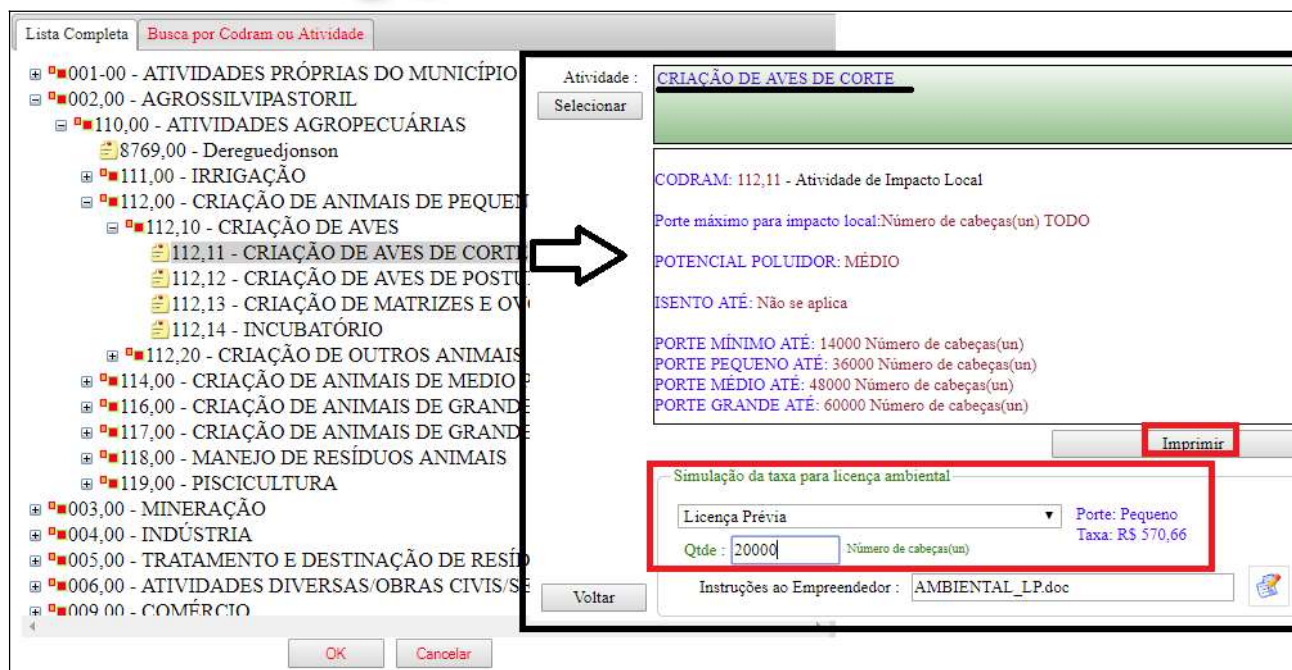 Lista Completa
Busca por Codram ou Atividade
001-00 - ATIVIDADES PRÓPRIAS DO MUNICÍPIO
002,00 - AGROSSILVIPASTORIL
110,00 - ATIVIDADES AGROPECUÁRIAS
8769,00 - Dereguedjonson
111,00 - IRRIGAÇÃO
112,00 - CRIAÇÃO DE ANIMAIS DE PEQUEN
112,10 - CRIAÇÃO DE AVES
112,11 - CRIAÇÃO DE AVES DE CORTE
112,12 - CRIAÇÃO DE AVES DE POSTU
112,13 - CRIAÇÃO DE MATRIZES E OV
112,14 - INCUBATÓRIO
112,20 - CRIAÇÃO DE OUTROS ANIMAIS
114,00 - CRIAÇÃO DE ANIMAIS DE MEDIO P
116,00 - CRIAÇÃO DE ANIMAIS DE GRANDE
117,00 - CRIAÇÃO DE ANIMAIS DE GRANDE
118,00 - MANEJO DE RESÍDUOS ANIMAIS
119,00 - PISCICULTURA
003,00 - MINERAÇÃO
004,00 - INDÚSTRIA
005,00 - TRATAMENTO E DESTINAÇÃO DE RESÍD
006,00 - ATIVIDADES DIVERSAS/OBRAS CIVIS/SE
009,00 - COMÉRCIO
OK
Cancelar
Atividade :
Selecionar
CRIAÇÃO DE AVES DE CORTE
CODRAM: 112,11 - Atividade de Impacto Local
Porte máximo para impacto local:Número de cabeças(un) TODO
POTENCIAL POLUIDOR: MÉDIO
ISENTO ATÉ: Não se aplica
PORTE MÍNIMO ATÉ: 14000 Número de cabeças(un)
PORTE PEQUENO ATÉ: 36000 Número de cabeças(un)
PORTE MÉDIO ATÉ: 48000 Número de cabeças(un)
PORTE GRANDE ATÉ: 60000 Número de cabeças(un)
Imprimir
Simulação da taxa para licença ambiental
Licença Prévia
Porte: Pequeno
Taxa: R$ 570,66
Qtde : 20000 Número de cabeças(un)
Voltar
Instruções ao Empreendedor : AMBIENTAL_LP.doc